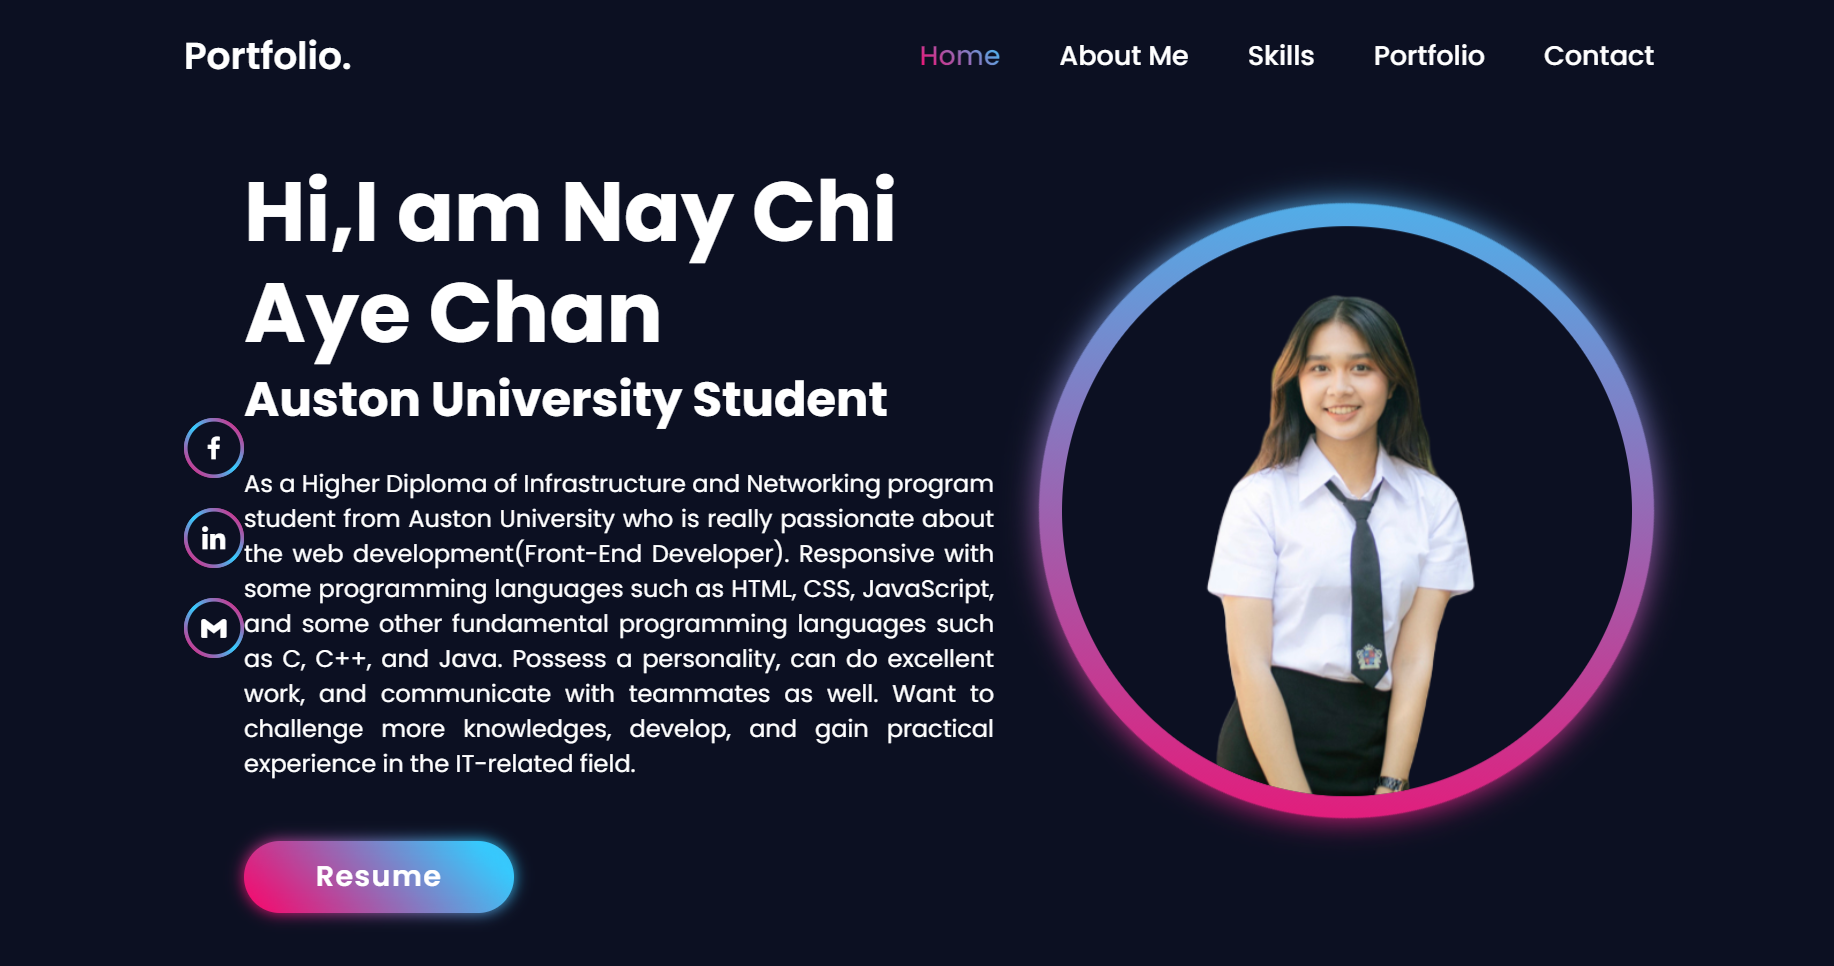 Portfolio.
Home
About Me
Skills
Portfolio
Contact
Hi,I am Nay Chi
Aye Chan
Auston University Student
As a Higher Diploma of Infrastructure and Networking program
student from Auston University who is really passionate about
the web development(Front-End Developer). Responsive with
some programming languages such as HTML, CSS, JavaScript,
and some other fundamental programming languages such
as C, C++, and Java. Possess a personality, can do excellent
work, and communicate with teammates as well. Want to
challenge more knowledges, develop, and gain practical
experience in the IT-related field.
Resume